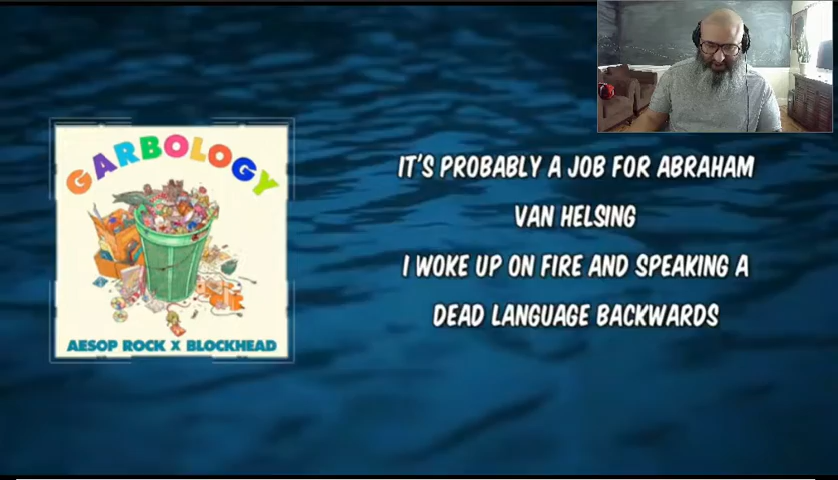 GARBOLOGY
AESOP ROCK X BLOCKHEAD
IT'S PROBABLY A JOB FOR ABRAHAM
VAN HELSING
I WOKE UP ON FIRE AND SPEAKING A
DEAD LANGUAGE BACKWARDS